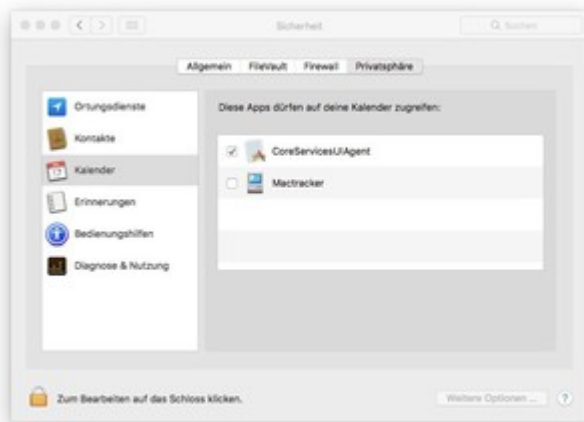 Sicherheit
Suchen
Allgemein FileVault Firewall Privatsphäre
Ortungsdienste
Kontakte
Kalender
Erinnerungen
Bedienungshilfen
Diagnose & Nutzung
Diese Apps dürfen auf deine Kalender zugreifen:
CoreServicesUIAgent
Mactracker
Zum Bearbeiten auf das Schloss klicken.
Weitere Optionen ... ?